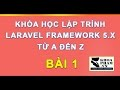 KHÓA HỌC LẬP TRÌNH
LARAVEL FRAMEWORK 5.X
TỪ A ĐẾN Z
BÀI 1